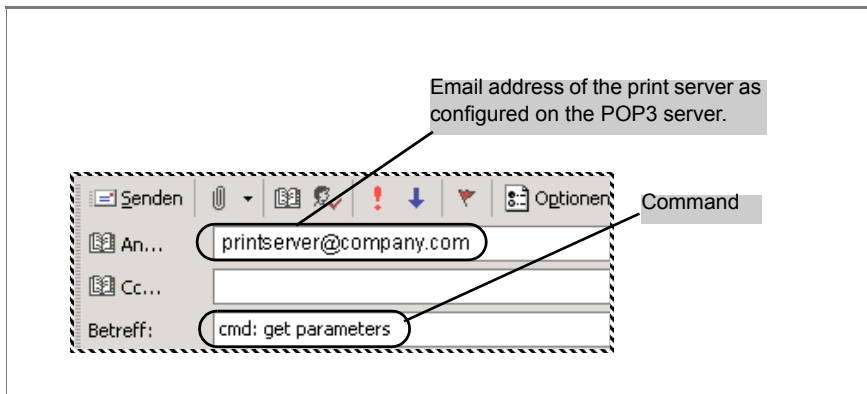 Email address of the print server as
configured on the POP3 server.
Senden
Optionen
Command
An...
printserver@company.com
Cc...
Betreff:
cmd: get parameters